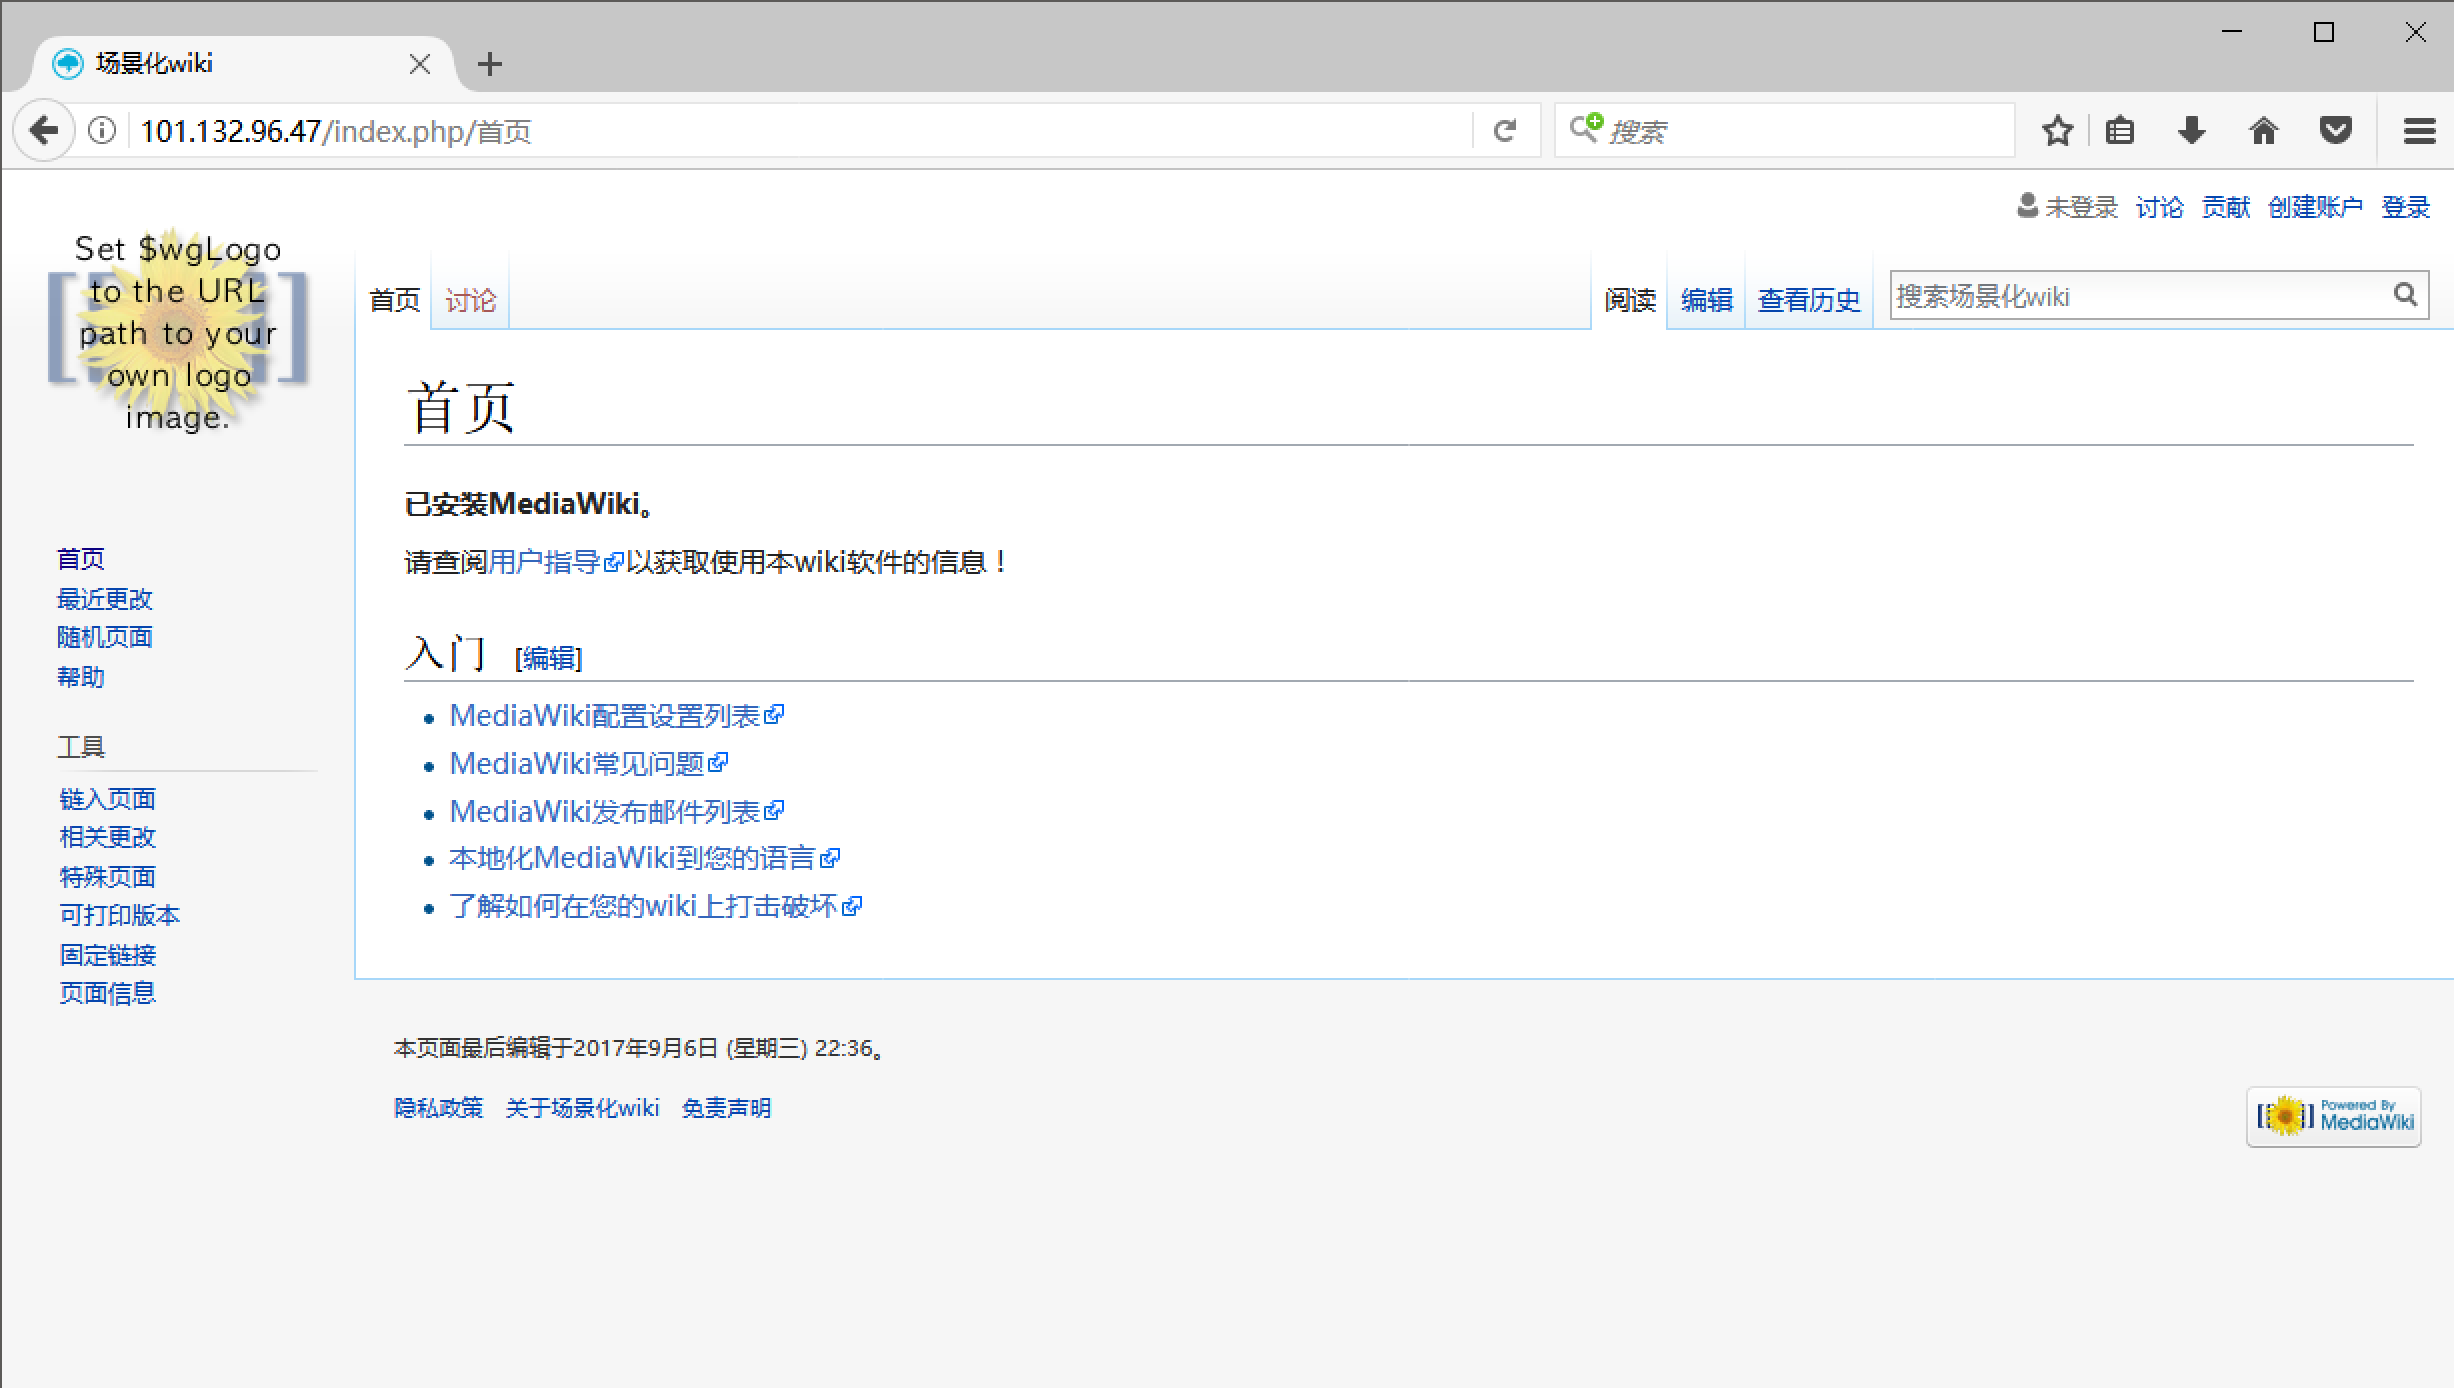 场景化wiki
101.132.96.47/index.php/首页
搜索
未登录 讨论 贡献 创建账户 登录
Set $wgLogo
to the URL
path to your
own logo
image.
首页 讨论
阅读 编辑 查看历史 搜索场景化wiki
首页
已安装MediaWiki。
请查阅用户指导以获取使用本wiki软件的信息！
入门 [编辑]
MediaWiki配置设置列表
MediaWiki常见问题
MediaWiki发布邮件列表
本地化MediaWiki到您的语言
了解如何在您的wiki上打击破坏
首页
最近更改
随机页面
帮助
工具
链入页面
相关更改
特殊页面
可打印版本
固定链接
页面信息
本页面最后编辑于2017年9月6日 (星期三) 22:36。
隐私政策 关于场景化wiki 免责声明
Powered By
MediaWiki